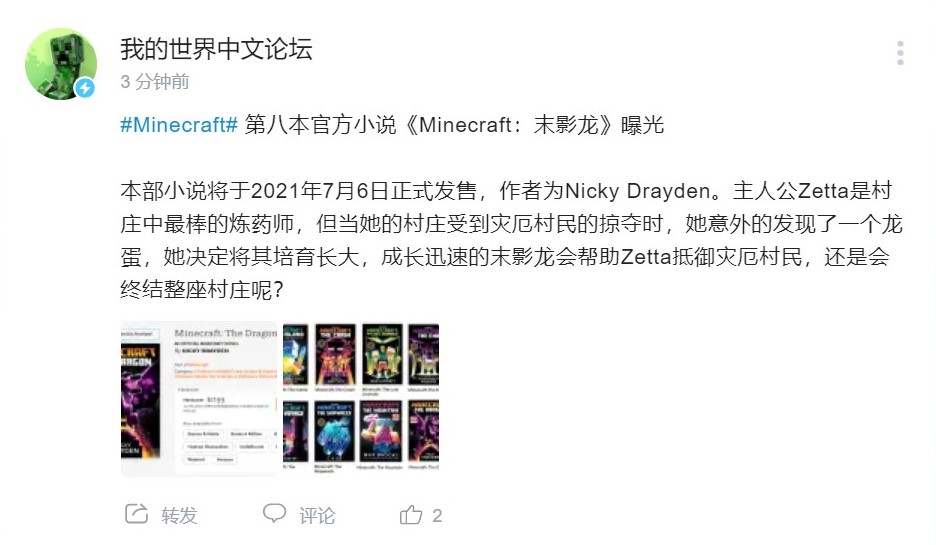 我的世界中文论坛
3 分钟前
#Minecraft# 第八本官方小说《Minecraft：末影龙》曝光
本部小说将于2021年7月6日正式发售，作者为Nicky Drayden。主人公Zetta是村
庄中最棒的炼药师，但当她的村庄受到灾厄村民的掠夺时，她意外的发现了一个龙
蛋，她决定将其培育长大，成长迅速的末影龙会帮助Zetta抵御灾厄村民，还是会
终结整座村庄呢？
Minecraft: The Dragon
转发
评论
2